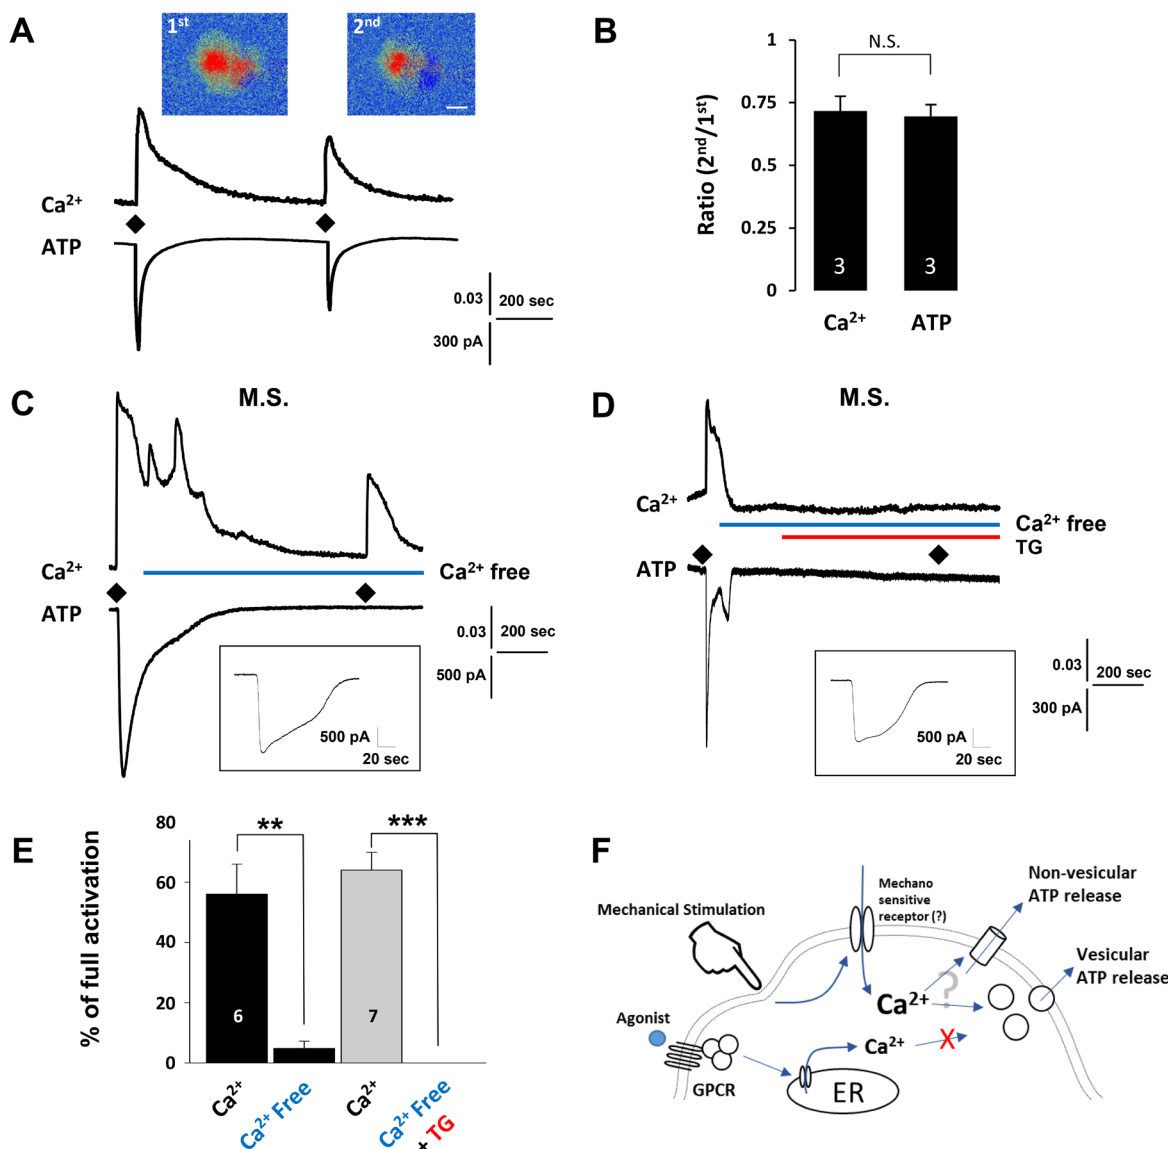 A
1st
2nd
Ca2+
ATP
0.03
200 sec
300 pA
B
1
0.75
0.5
0.25
0
Ratio (2nd/1st)
N.S.
3
3
Ca2+
ATP
C
M.S.
Ca2+
Ca2+ free
ATP
0.03
200 sec
500 pA
500 pA
20 sec
D
M.S.
Ca2+
Ca2+ free
TG
ATP
0.03
200 sec
300 pA
500 pA
20 sec
E
% of full activation
80
60
40
20
0
**
***
6
7
Ca2+
Ca2+ Free
Ca2+
Ca2+ Free
+ TG
F
Mechanical Stimulation
Mechano
sensitive
receptor (?)
Non-vesicular
ATP release
Vesicular
ATP release
Ca2+
?
Agonist
GPCR
Ca2+
X
ER